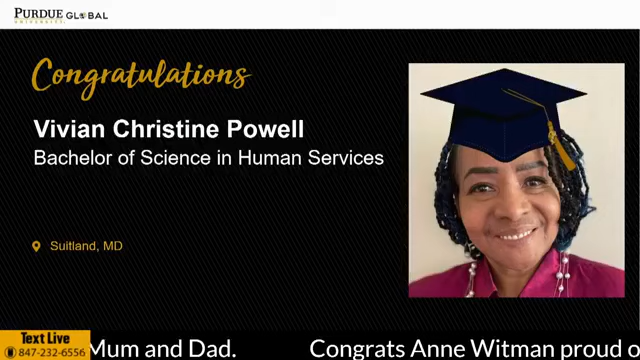 PURDUE GLOBAL
UNIVERSITY
Congratulations
Vivian Christine Powell
Bachelor of Science in Human Services
Suitland, MD
Text Live
847-232-6556
Mum and Dad. Congrats Anne Witman proud o